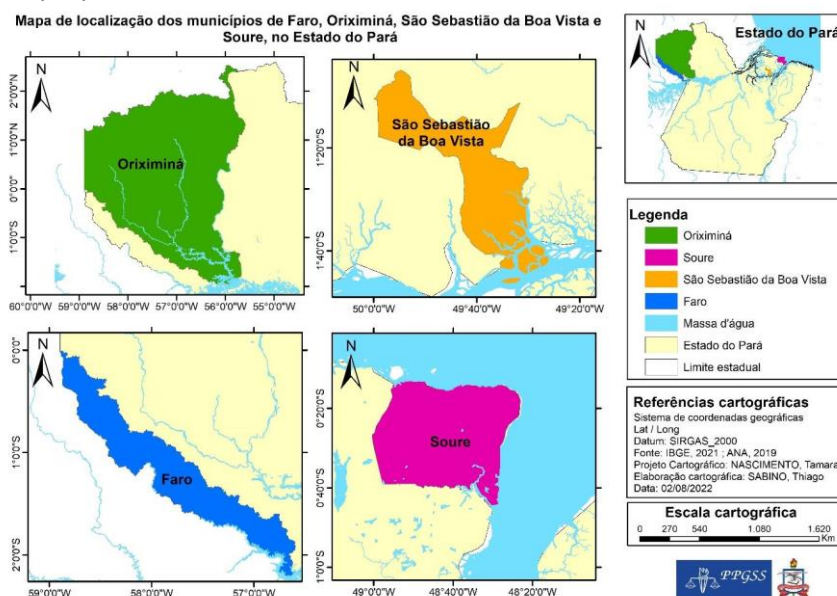 Mapa de localização dos municípios de Faro, Oriximiná, São Sebastião da Boa Vista e
Soure, no Estado do Pará
N
2°0'0"N
1°0'0"N
0°0'0"
1°0'0"S
Oriximiná
60°0'0"W
59°0'0"W
58°0'0"W
57°0'0"W
56°0'0"W
55°0'0"W
N
São Sebastião
da Boa Vista
1°20'0"S
1°40'0"S
50°0'0"W
49°40'0"W
49°20'0"W
Estado do Pará
N
Legenda
Oriximiná
Soure
São Sebastião da Boa Vista
Faro
Massa d'água
Estado do Pará
Limite estadual
N
0°0'0"
1°0'0"S
2°0'0"S
Faro
59°0'0"W
58°0'0"W
57°0'0"W
N
0°20'0"S
0°40'0"S
1°0'0"S
Soure
49°0'0"W
48°40'0"W
48°20'0"W
Referências cartográficas
Sistema de coordenadas geográficas
Lat / Long
Datum: SIRGAS_2000
Fonte: IBGE, 2021 ; ANA, 2019
Projeto Cartográfico: NASCIMENTO, Tamara
Elaboração cartográfica: SABINO, Thiago
Data: 02/08/2022
Escala cartográfica
0 270 540 1.080 1.620
Km
PPGSS